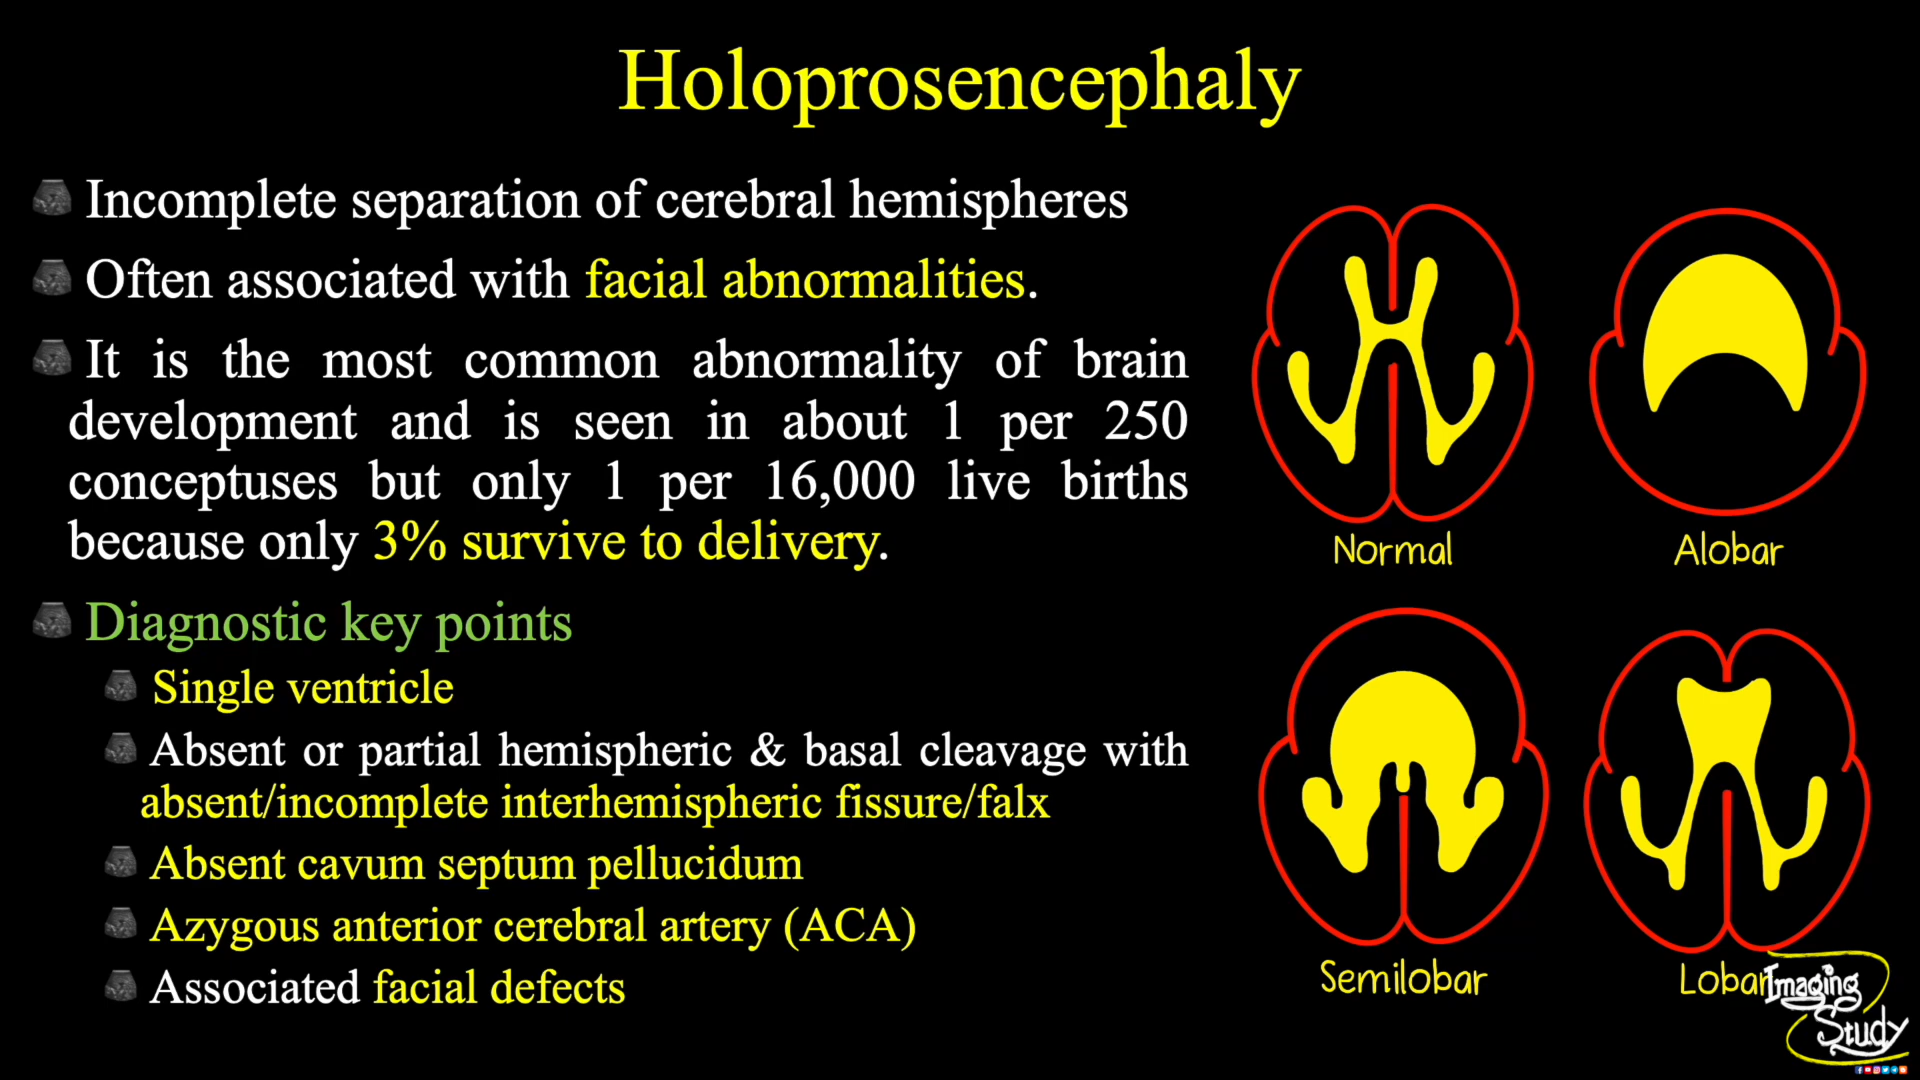 Holoprosencephaly
Incomplete separation of cerebral hemispheres
Often associated with facial abnormalities.
It is the most common abnormality of brain
development and is seen in about 1 per 250
conceptuses but only 1 per 16,000 live births
because only 3% survive to delivery.
Diagnostic key points
Single ventricle
Absent or partial hemispheric & basal cleavage with
absent/incomplete interhemispheric fissure/falx
Absent cavum septum pellucidum
Azygous anterior cerebral artery (ACA)
Associated facial defects
Normal
Alobar
Semilobar
Lobar
Imaging
Study